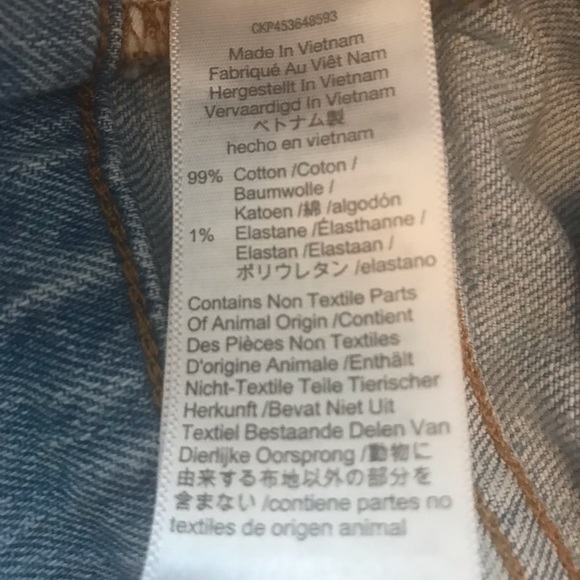 CKP453648593
Made In Vietnam
Fabriqué Au Viêt Nam
Hergestellt In Vietnam
Vervaardigd In Vietnam
ベトナム製
hecho en vietnam
99% Cotton /Coton /
Baumwolle /
Katoen /綿 /algodón
1% Elastane /Élasthanne /
Elastan /Elastaan /
ポリウレタン /elastano
Contains Non Textile Parts
Of Animal Origin /Contient
Des Pièces Non Textiles
D'origine Animale /Enthält
Nicht-Textile Teile Tierischer
Herkunft /Bevat Niet Uit
Textiel Bestaande Delen Van
Dierlijke Oorsprong /動物に
由来する布地以外の部分を
含まない /contiene partes no
textiles de origen animal